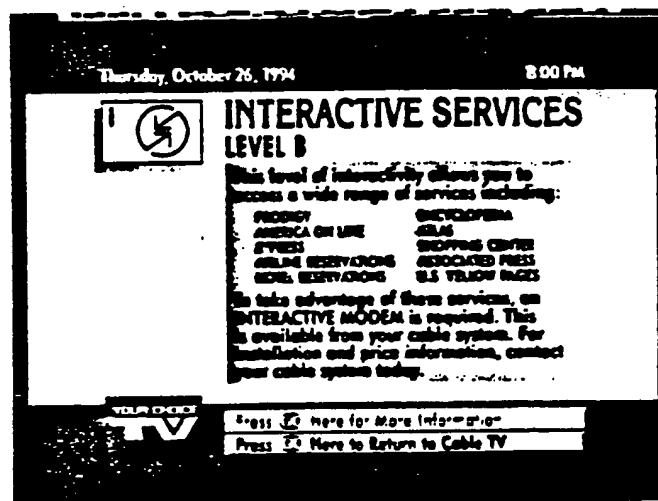 Thursday, October 26, 1994 8:00 PM
INTERACTIVE SERVICES
LEVEL B
This level of interactivity allows you to
access a wide range of services including:
PRODIGY ENCYCLOPEDIA
AMERICA ON LINE ATLAS
X*PRESS SHOPPING CENTER
AIRLINE RESERVATIONS ASSOCIATED PRESS
HOTEL RESERVATIONS U.S. YELLOW PAGES
To take advantage of these services, an
INTERACTIVE MODEM is required. This
is available from your cable system. For
installation and price information, contact
your cable system today.
YOUR CHOICE
TV
Press Here for More Information
Press Here to Return to Cable TV